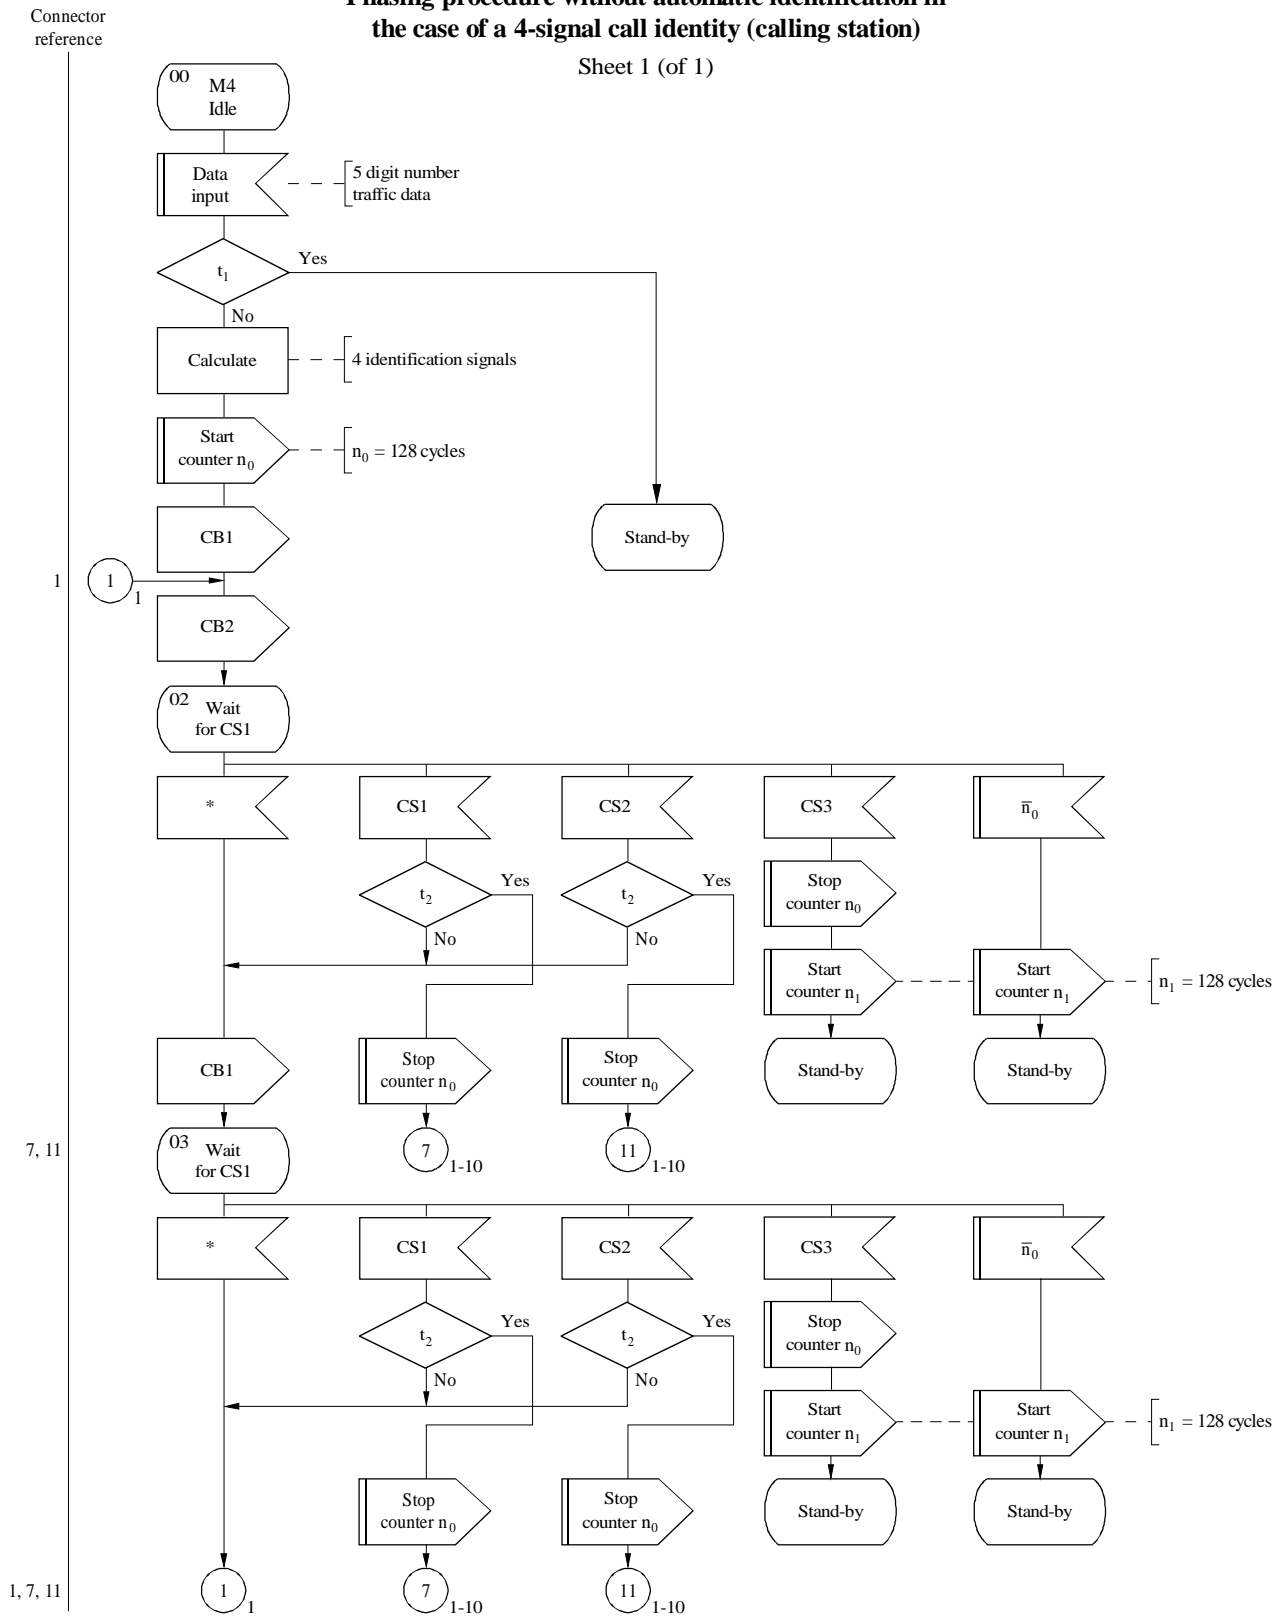 Phasing procedure without automatic identification in
the case of a 4-signal call identity (calling station)
Sheet 1 (of 1)
Connector
reference
00
M4
Idle
Data
input
5 digit number
traffic data
t1
Yes
No
Calculate
4 identification signals
Start
counter n0
n0 = 128 cycles
CB1
Stand-by
1
1
1
CB2
02
Wait
for CS1
*
CS1
CS2
CS3
n̅0
t2
Yes
No
t2
Yes
No
Stop
counter n0
Start
counter n1
Start
counter n1
n1 = 128 cycles
CB1
Stop
counter n0
Stop
counter n0
Stand-by
Stand-by
7, 11
03
Wait
for CS1
7
1-10
11
1-10
*
CS1
CS2
CS3
n̅0
t2
Yes
No
t2
Yes
No
Stop
counter n0
Start
counter n1
Start
counter n1
n1 = 128 cycles
Stop
counter n0
Stop
counter n0
Stand-by
Stand-by
1, 7, 11
1
1
7
1-10
11
1-10